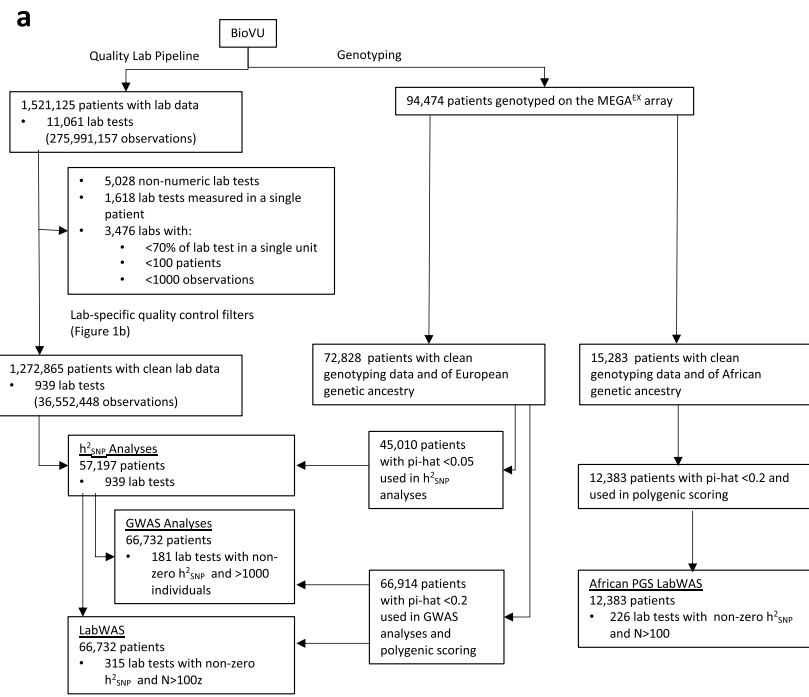 a
BioVU
Quality Lab Pipeline
Genotyping
1,521,125 patients with lab data
• 11,061 lab tests
(275,991,157 observations)
94,474 patients genotyped on the MEGA^EX array
• 5,028 non-numeric lab tests
• 1,618 lab tests measured in a single
patient
• 3,476 labs with:
• <70% of lab test in a single unit
• <100 patients
• <1000 observations
Lab-specific quality control filters
(Figure 1b)
1,272,865 patients with clean lab data
• 939 lab tests
(36,552,448 observations)
72,828 patients with clean
genotyping data and of European
genetic ancestry
15,283 patients with clean
genotyping data and of African
genetic ancestry
h²SNP Analyses
57,197 patients
• 939 lab tests
45,010 patients
with pi-hat <0.05
used in h²SNP
analyses
12,383 patients with pi-hat <0.2 and
used in polygenic scoring
GWAS Analyses
66,732 patients
• 181 lab tests with non-
zero h²SNP and >1000
individuals
66,914 patients
with pi-hat <0.2
used in GWAS
analyses and
polygenic scoring
African PGS LabWAS
12,383 patients
• 226 lab tests with non-zero h²SNP
and N>100
LabWAS
66,732 patients
• 315 lab tests with non-zero
h²SNP and N>100z